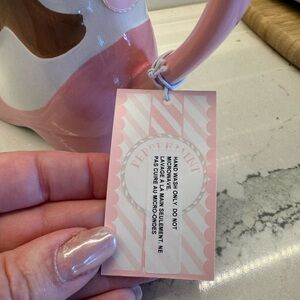 PEPPERMINT
HAND WASH ONLY. DO NOT
MICROWAVE
LAVAGE À LA MAIN SEULEMENT. NE
PAS CUIRE AU MICRO-ONDES